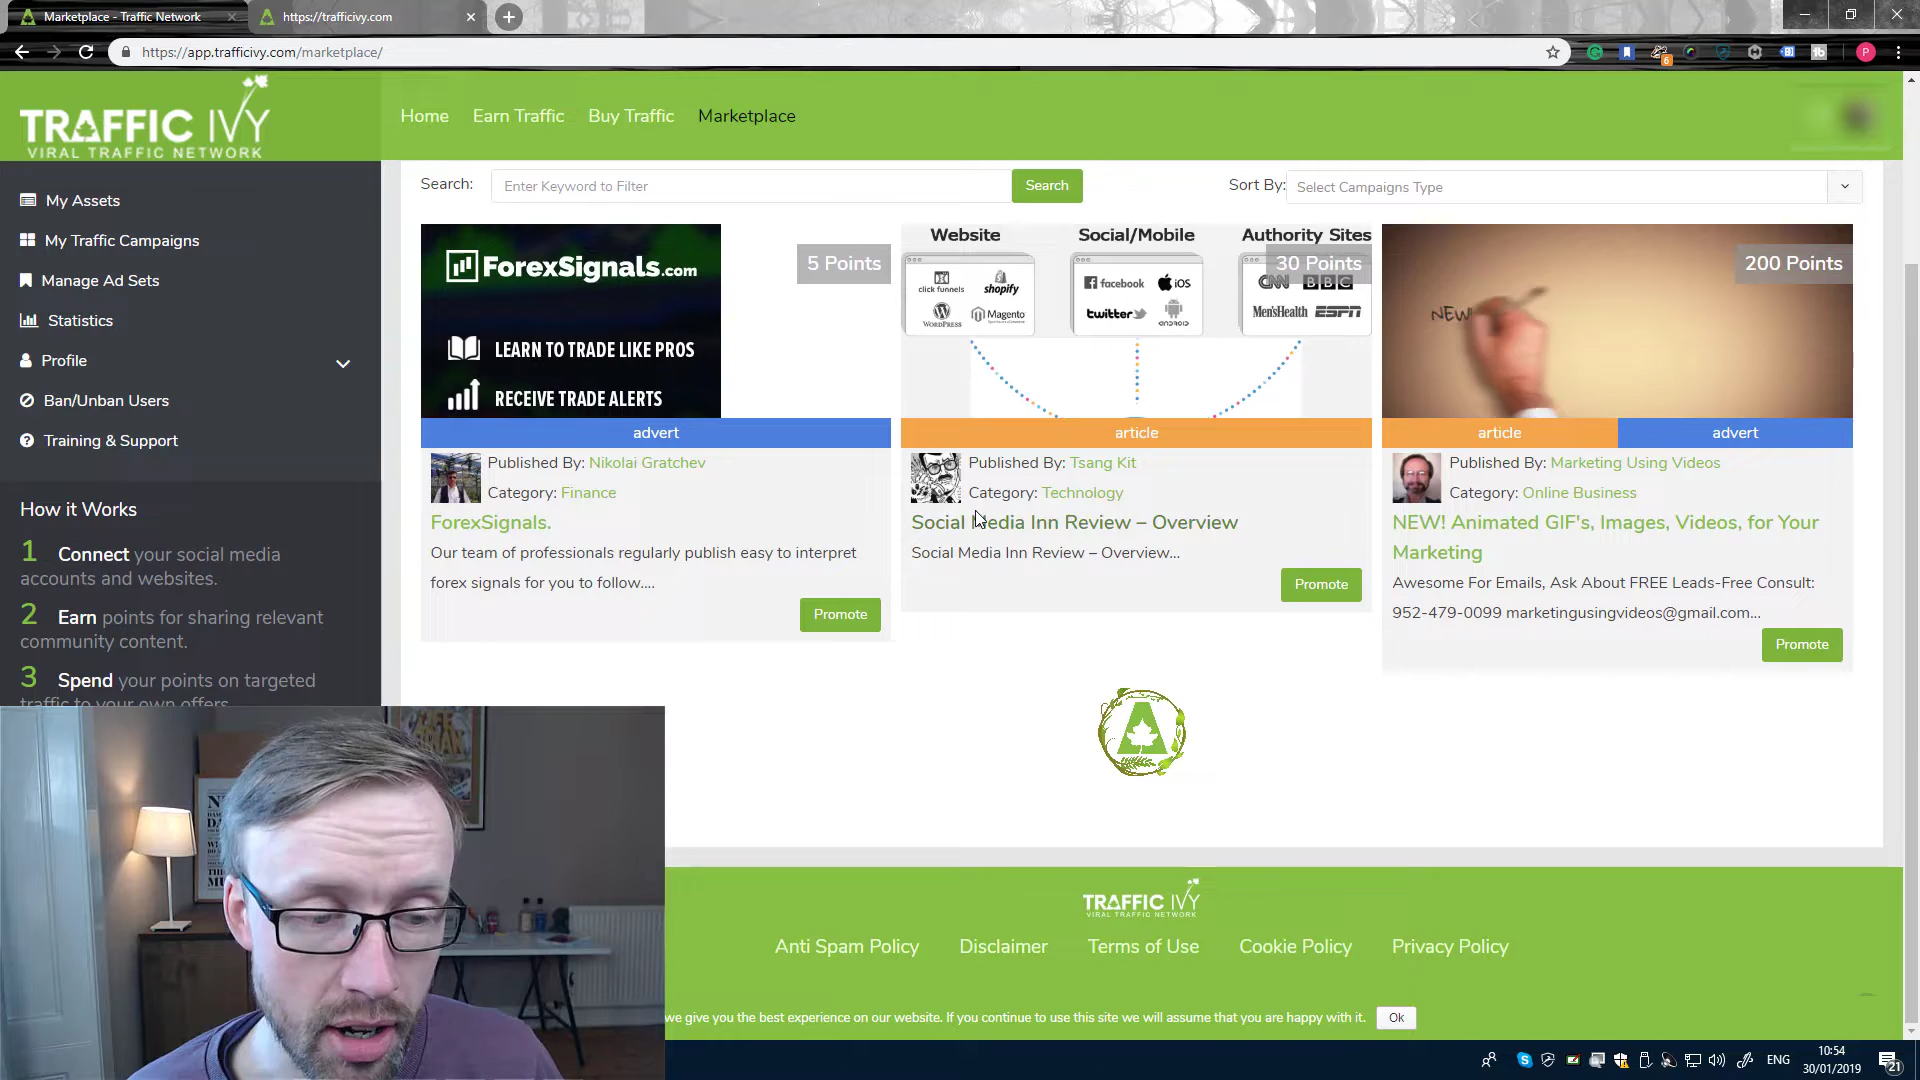 Marketplace - Traffic Network
https://trafficivy.com
https://app.trafficivy.com/marketplace/
6
P
TRAFFIC IVY
VIRAL TRAFFIC NETWORK
Home
Earn Traffic
Buy Traffic
Marketplace
My Assets
My Traffic Campaigns
Manage Ad Sets
Statistics
Profile
Ban/Unban Users
Training & Support
How it Works
1 Connect your social media
accounts and websites.
2 Earn points for sharing relevant
community content.
3 Spend your points on targeted
traffic to your own offers
Search:
Enter Keyword to Filter
Search
Sort By:
Select Campaigns Type
ForexSignals.com
LEARN TO TRADE LIKE PROS
RECEIVE TRADE ALERTS
5 Points
advert
Published By: Nikolai Gratchev
Category: Finance
ForexSignals.
Our team of professionals regularly publish easy to interpret
forex signals for you to follow....
Promote
Website
Social/Mobile
Authority Sites
30 Points
click funnels
shopify
WORDPRESS
Magento
facebook
iOS
twitter
ANDROID
CNN
BBC
Men'sHealth
ESPN
article
Published By: Tsang Kit
Category: Technology
Social Media Inn Review – Overview
Social Media Inn Review – Overview...
Promote
NEW
200 Points
article
advert
Published By: Marketing Using Videos
Category: Online Business
NEW! Animated GIF's, Images, Videos, for Your
Marketing
Awesome For Emails, Ask About FREE Leads-Free Consult:
952-479-0099 marketingusingvideos@gmail.com...
Promote
TRAFFIC IVY
VIRAL TRAFFIC NETWORK
Anti Spam Policy
Disclaimer
Terms of Use
Cookie Policy
Privacy Policy
we give you the best experience on our website. If you continue to use this site we will assume that you are happy with it.
Ok
ENG
10:54
30/01/2019
21